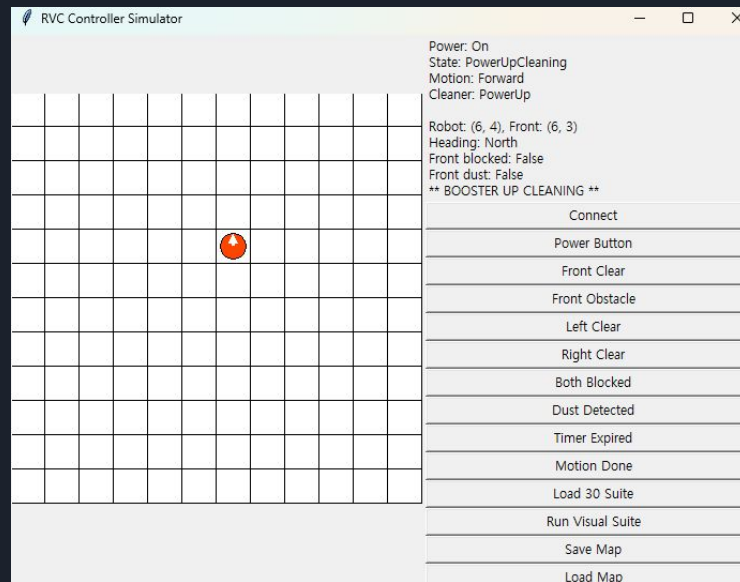 RVC Controller Simulator
Power: On
State: PowerUpCleaning
Motion: Forward
Cleaner: PowerUp
Robot: (6, 4), Front: (6, 3)
Heading: North
Front blocked: False
Front dust: False
** BOOSTER UP CLEANING **
Connect
Power Button
Front Clear
Front Obstacle
Left Clear
Right Clear
Both Blocked
Dust Detected
Timer Expired
Motion Done
Load 30 Suite
Run Visual Suite
Save Map
Load Map